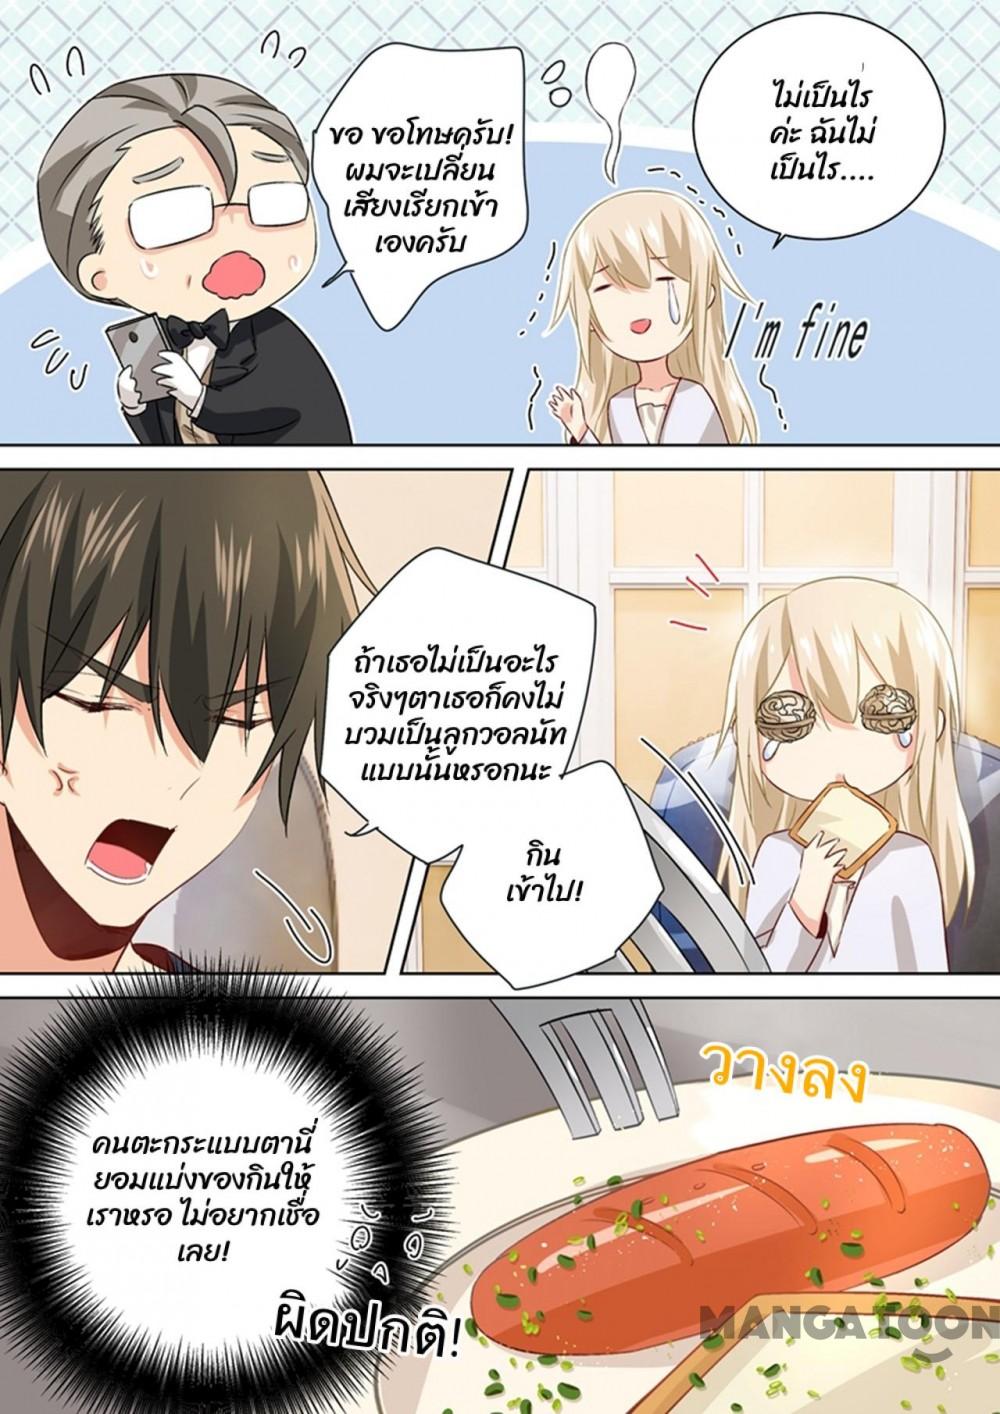 ขอ ขอโทษครับ!
ผมจะเปลี่ยน
เสียงเรียกเข้า
เองครับ
ไม่เป็นไร
ค่ะ ฉันไม่
เป็นไร....
I'm fine
ถ้าเธอไม่เป็นอะไร
จริงๆตาเธอก็คงไม่
บวมเป็นลูกวอลนัท
แบบนั้นหรอกนะ
กิน
เข้าไป!
วางลง
คนตะกระแบบตานี่
ยอมแบ่งของกินให้
เราหรอ ไม่อยากเชื่อ
เลย!
ผิดปกติ!
MANGATOON